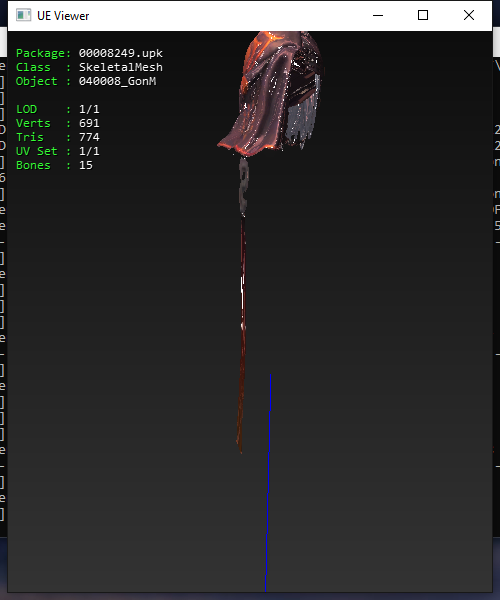 UE Viewer
Package: 00008249.upk
Class  : SkeletalMesh
Object : 040008_GonM
LOD    : 1/1
Verts  : 691
Tris   : 774
UV Set : 1/1
Bones  : 15